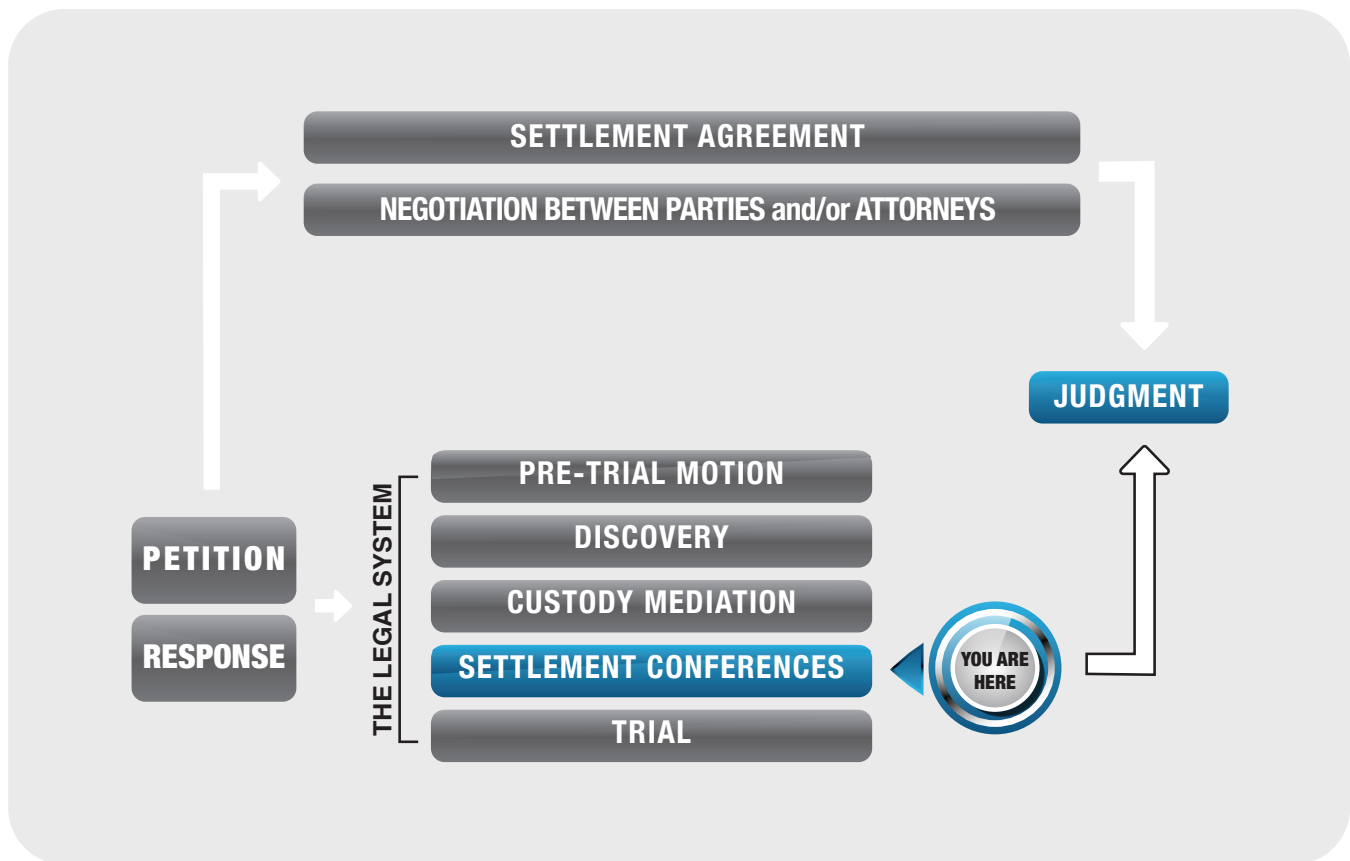 SETTLEMENT AGREEMENT
NEGOTIATION BETWEEN PARTIES and/or ATTORNEYS
JUDGMENT
PETITION
RESPONSE
THE LEGAL SYSTEM
PRE-TRIAL MOTION
DISCOVERY
CUSTODY MEDIATION
SETTLEMENT CONFERENCES
TRIAL
YOU ARE
HERE